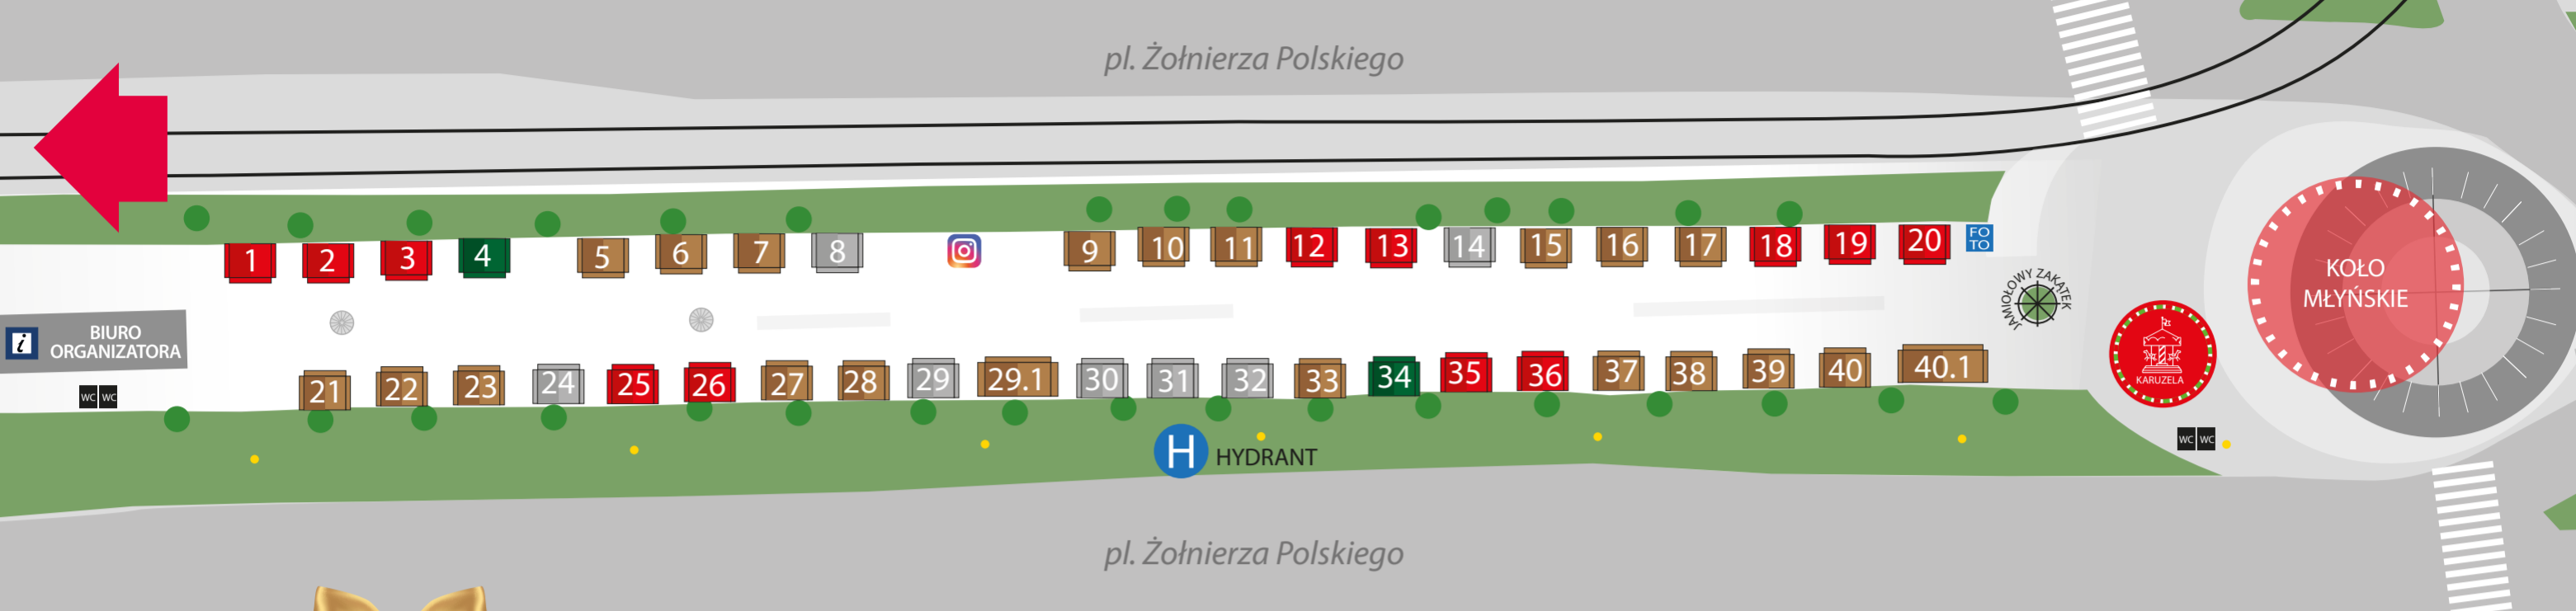 pl. Żołnierza Polskiego
1 2 3 4 5 6 7 8 9 10 11 12 13 14 15 16 17 18 19 20
FO
TO
JAMIOŁOWY ZAKĄTEK
KOŁO
MŁYŃSKIE
i
BIURO
ORGANIZATORA
KARUZELA
WC WC
21 22 23 24 25 26 27 28 29 29.1 30 31 32 33 34 35 36 37 38 39 40 40.1
WC WC
H HYDRANT
pl. Żołnierza Polskiego